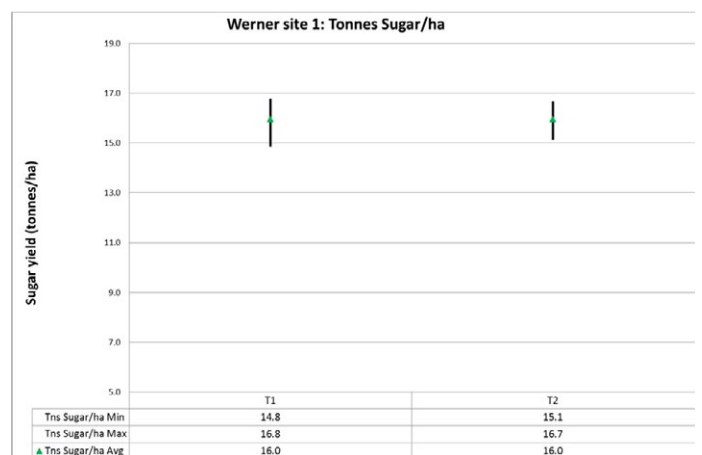 Werner site 1: Tonnes Sugar/ha
Sugar yield (tonnes/ha)
19.0
17.0
15.0
13.0
11.0
9.0
7.0
5.0
T1 T2
Tns Sugar/ha Min 14.8 15.1
Tns Sugar/ha Max 16.8 16.7
Tns Sugar/ha Avg 16.0 16.0